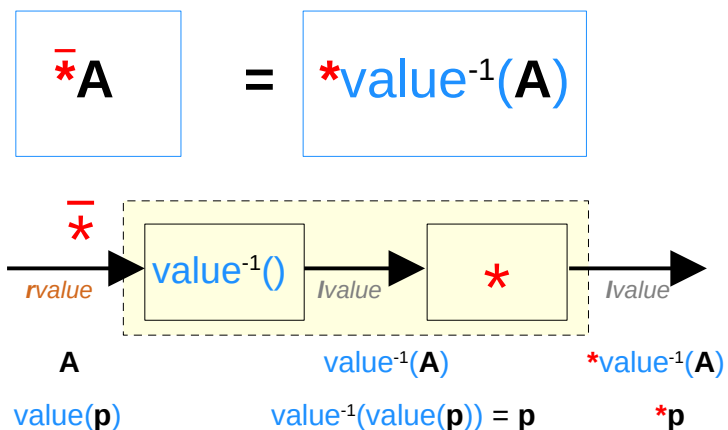 *̅A = *value⁻¹(A)
*̅
value⁻¹() *
rvalue lvalue lvalue
A value⁻¹(A) *value⁻¹(A)
value(p) value⁻¹(value(p)) = p *p